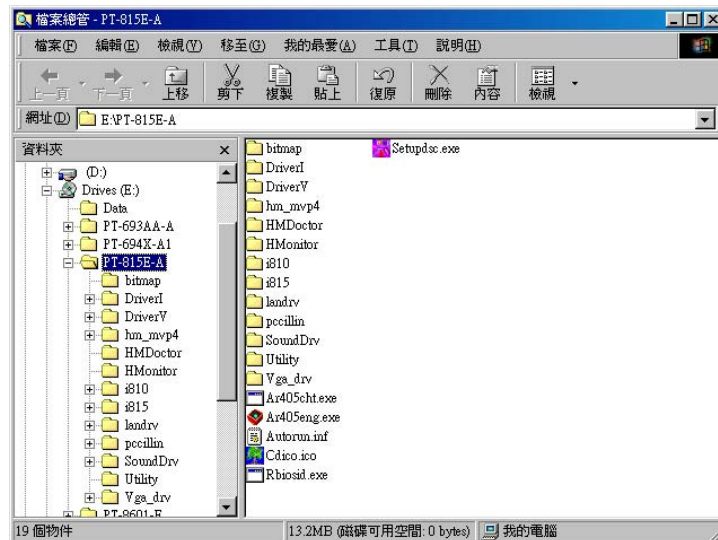 檔案總管 - PT-815E-A
檔案(F) 編輯(E) 檢視(V) 移至(G) 我的最愛(A) 工具(T) 說明(H)
上一頁 下一頁 上移 剪下 複製 貼上 復原 刪除 內容 檢視
網址(D) E:\PT-815E-A
資料夾
(D:)
Drives (E:)
Data
PT-693AA-A
PT-694X-A1
PT-815E-A
bitmap
DriverI
DriverV
hm_mvp4
HMDoctor
HMonitor
i810
i815
landrv
pccillin
SoundDrv
Utility
Vga_drv
PT-8601-F
bitmap
DriverI
DriverV
hm_mvp4
HMDoctor
HMonitor
i810
i815
landrv
pccillin
SoundDrv
Utility
Vga_drv
Ar405cht.exe
Ar405eng.exe
Autorun.inf
Cdico.ico
Rbiosid.exe
Setupdsc.exe
19 個物件 13.2MB (磁碟可用空間: 0 bytes) 我的電腦